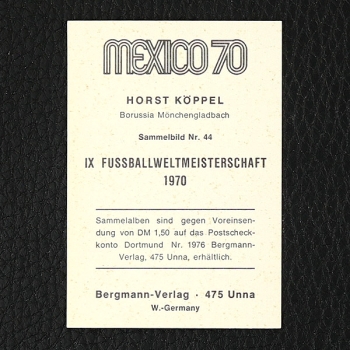 MEXICO 70
HORST KÖPPEL
Borussia Mönchengladbach
Sammelbild Nr. 44
IX FUSSBALLWELTMEISTERSCHAFT
1970
Sammelalben sind gegen Voreinsen-
dung von DM 1,50 auf das Postscheck-
konto Dortmund Nr. 1976 Bergmann-
Verlag, 475 Unna, erhältlich.
Bergmann-Verlag · 475 Unna
W.-Germany